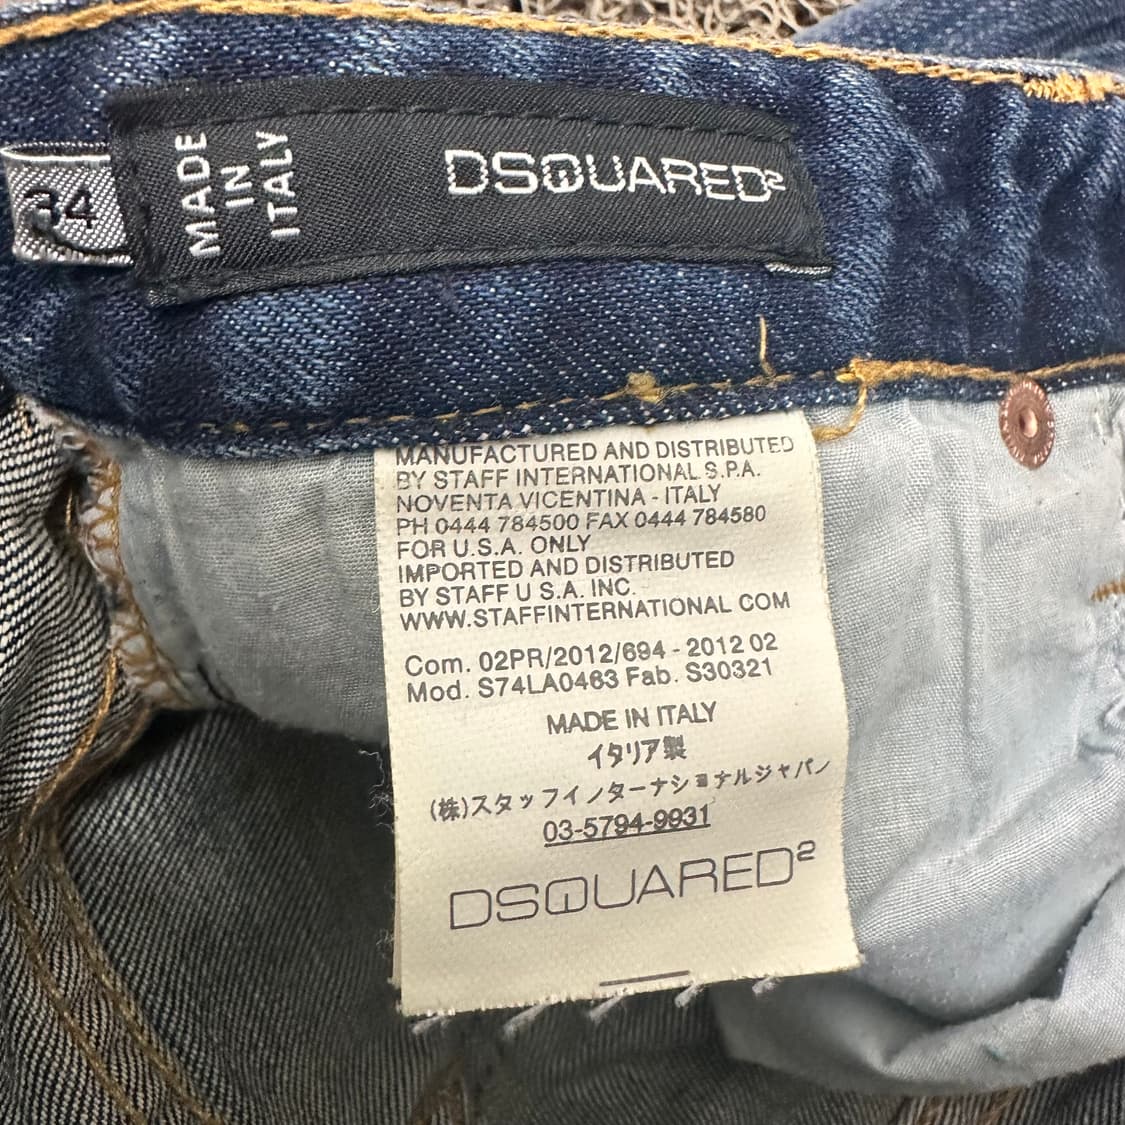 MADE
IN
ITALY
DSQUARED2
34
MANUFACTURED AND DISTRIBUTED
BY STAFF INTERNATIONAL S.P.A.
NOVENTA VICENTINA - ITALY
PH 0444 784500 FAX 0444 784580
FOR U.S.A. ONLY
IMPORTED AND DISTRIBUTED
BY STAFF U S.A. INC.
WWW.STAFFINTERNATIONAL COM
Com. 02PR/2012/694 - 2012 02
Mod. S74LA0463 Fab. S30321
MADE IN ITALY
イタリア製
(株)スタッフインターナショナルジャパン
03-5794-9931
DSQUARED2